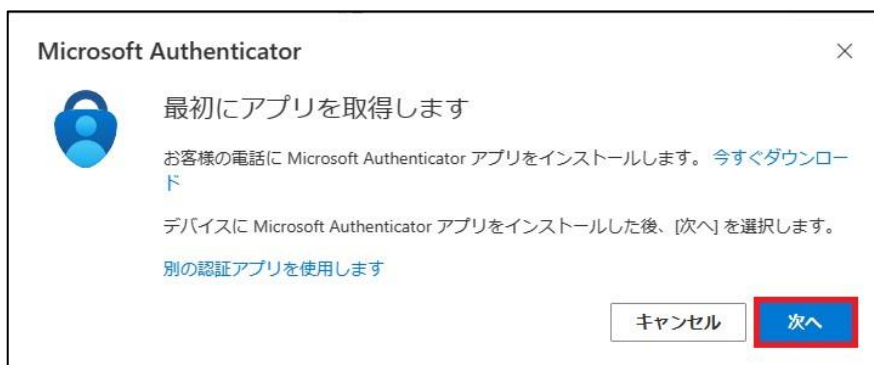 Microsoft Authenticator
最初にアプリを取得します
お客様の電話に Microsoft Authenticator アプリをインストールします。 今すぐダウンロー
ド
デバイスに Microsoft Authenticator アプリをインストールした後、[次へ] を選択します。
別の認証アプリを使用します
キャンセル 次へ